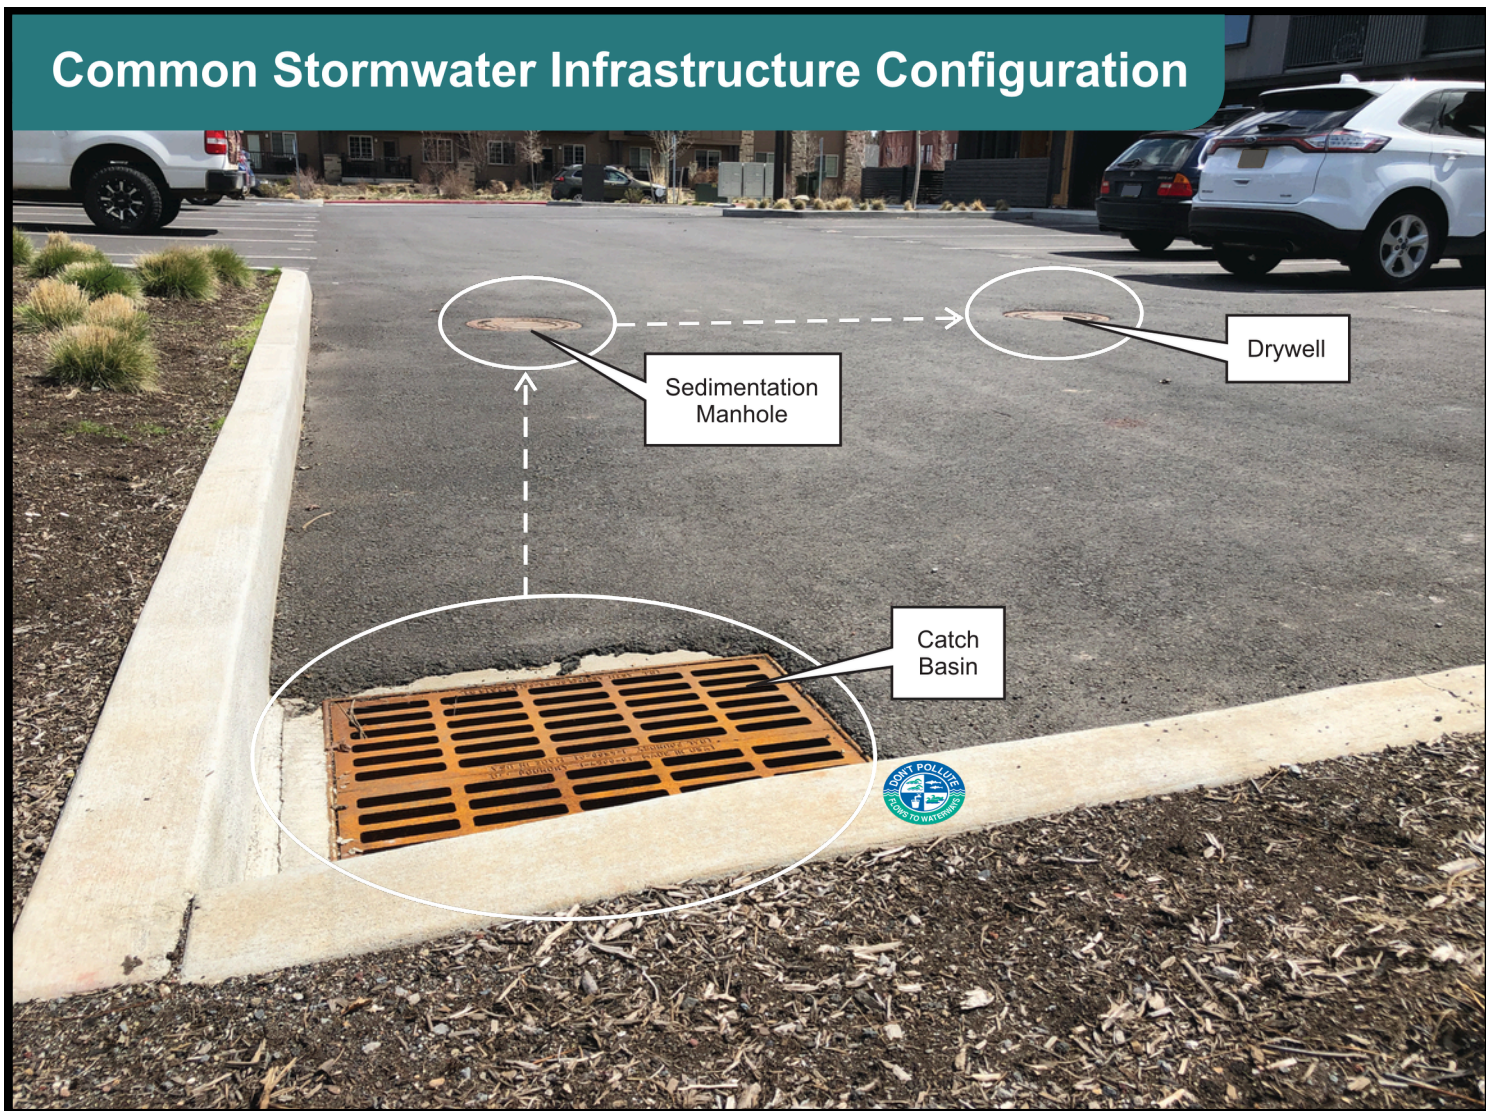 Common Stormwater Infrastructure Configuration
Sedimentation
Manhole
Drywell
Catch
Basin
DON'T POLLUTE
FLOWS TO WATERWAYS